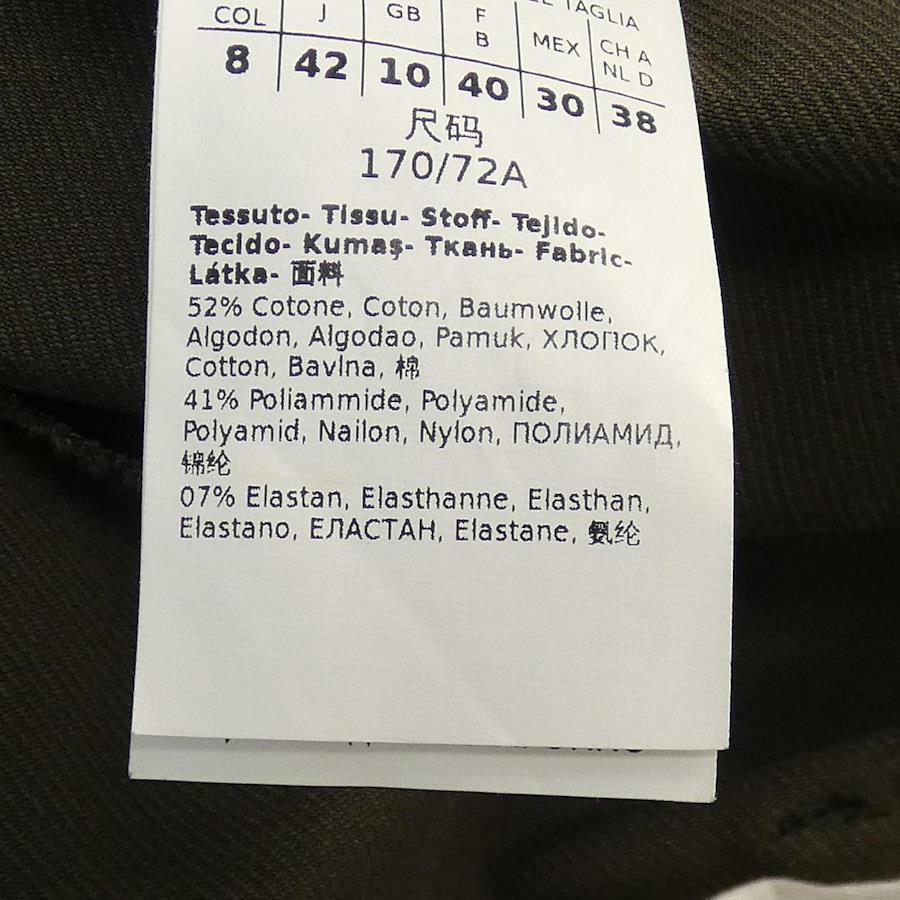 TAGLIA
COL J GB F B MEX CH A NL D
8 42 10 40 30 38
尺码
170/72A
Tessuto- Tissu- Stoff- Tejido-
Tecido- Kumaş- Ткань- Fabric-
Látka- 面料
52% Cotone, Coton, Baumwolle,
Algodon, Algodao, Pamuk, ХЛОПОК,
Cotton, Bavlna, 棉
41% Poliammide, Polyamide,
Polyamid, Nailon, Nylon, ПОЛИАМИД,
锦纶
07% Elastan, Elasthanne, Elasthan,
Elastano, ЕЛАСТАН, Elastane, 氨纶